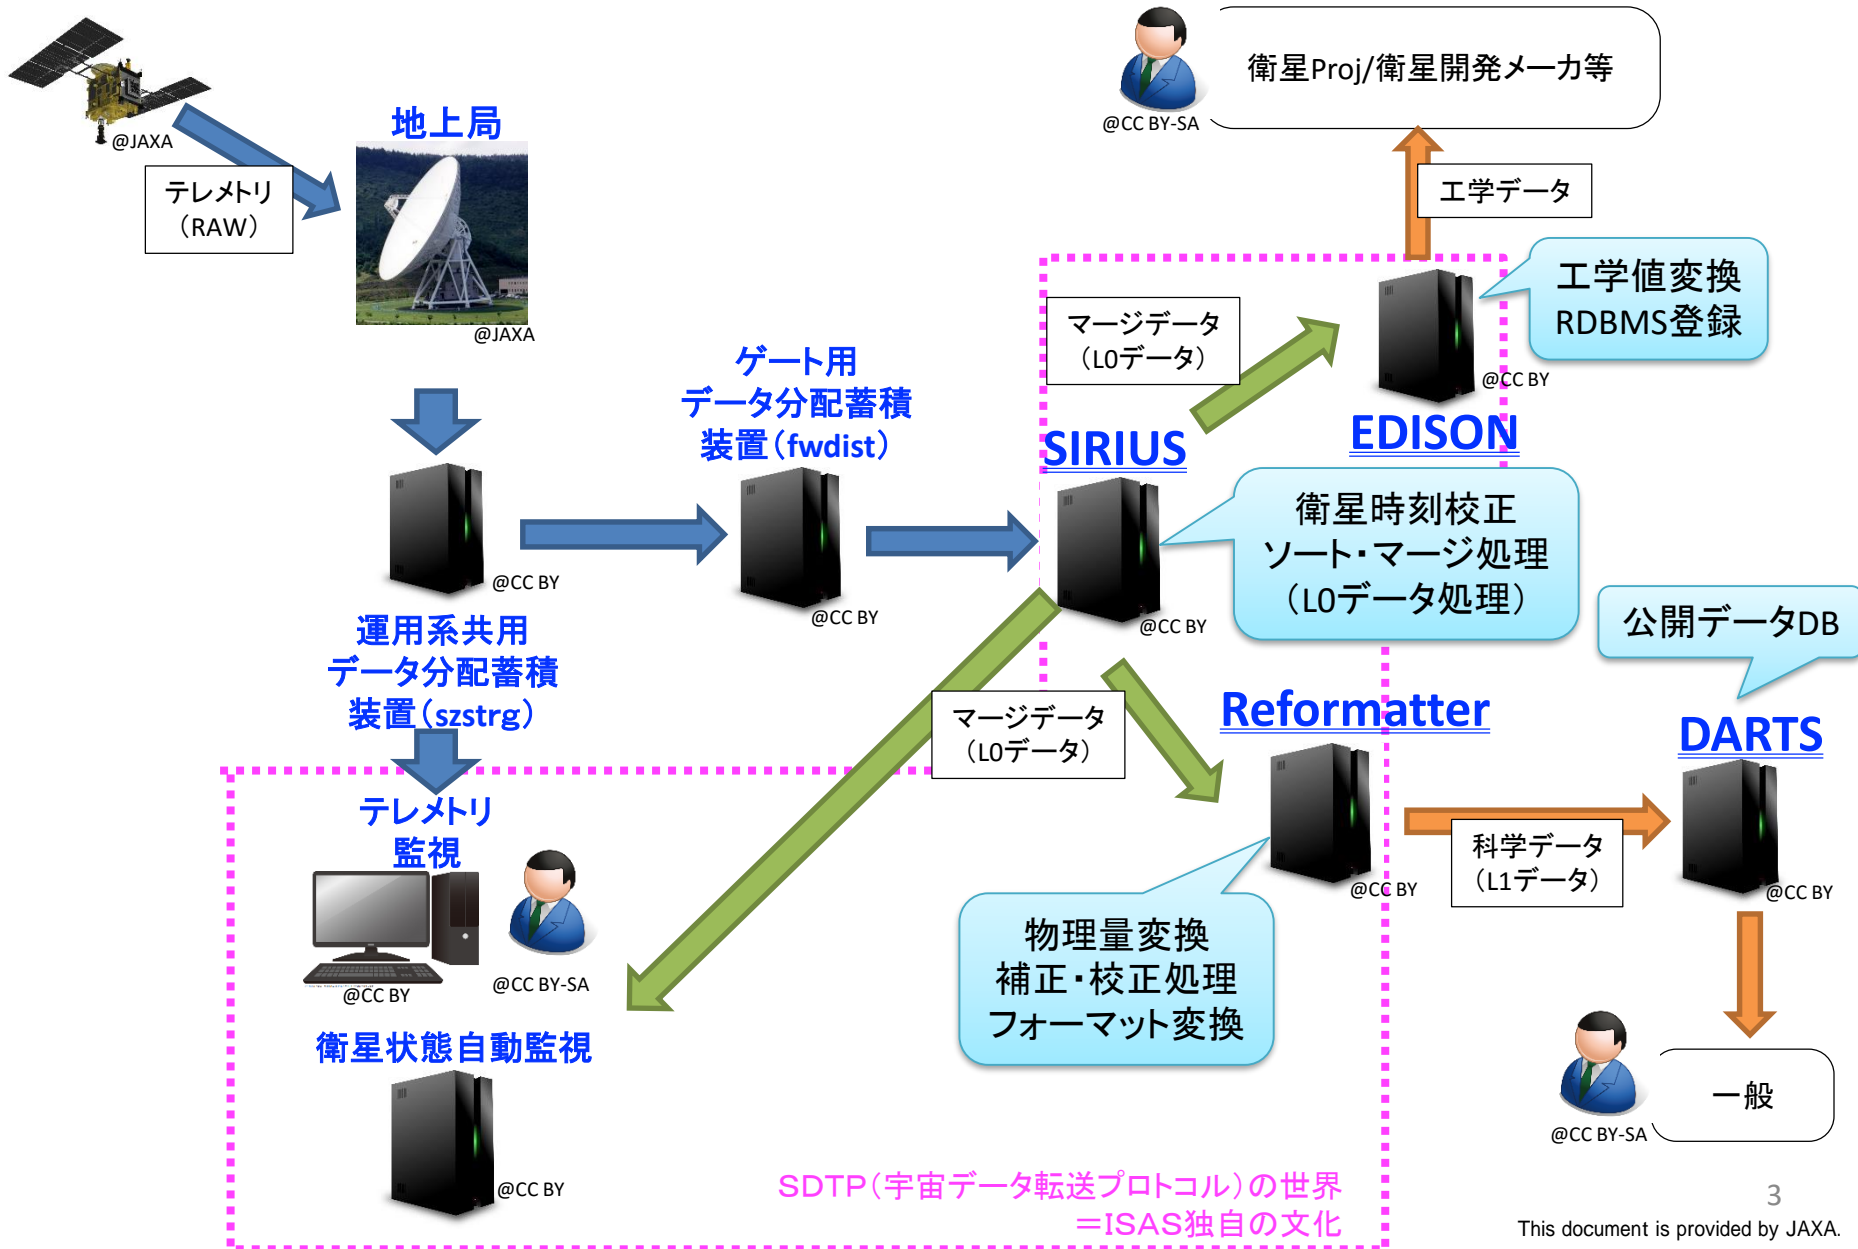 @JAXA
テレメトリ
（RAW）
地上局
@JAXA
@CC BY-SA
衛星Proj/衛星開発メーカ等
工学データ
工学値変換
RDBMS登録
マージデータ
（L0データ）
@CC BY
EDISON
ゲート用
データ分配蓄積
装置（fwdist）
@CC BY
SIRIUS
@CC BY
衛星時刻校正
ソート・マージ処理
（L0データ処理）
@CC BY
運用系共用
データ分配蓄積
装置（szstrg）
公開データDB
マージデータ
（L0データ）
Reformatter
@CC BY
DARTS
@CC BY
科学データ
（L1データ）
テレメトリ
監視
@CC BY
@CC BY-SA
物理量変換
補正・校正処理
フォーマット変換
衛星状態自動監視
@CC BY
@CC BY-SA
一般
SDTP（宇宙データ転送プロトコル）の世界
＝ISAS独自の文化
3
This document is provided by JAXA.